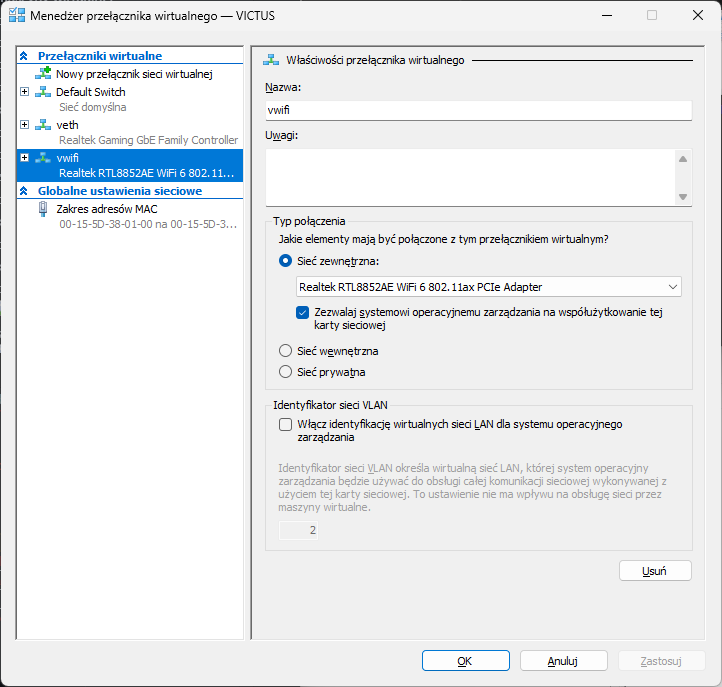 Menedżer przełącznika wirtualnego — VICTUS
Przełączniki wirtualne
Nowy przełącznik sieci wirtualnej
Default Switch
Sieć domyślna
veth
Realtek Gaming GbE Family Controller
vwifi
Realtek RTL8852AE WiFi 6 802.11...
Globalne ustawienia sieciowe
Zakres adresów MAC
00-15-5D-38-01-00 na 00-15-5D-3...
Właściwości przełącznika wirtualnego
Nazwa:
vwifi
Uwagi:
Typ połączenia
Jakie elementy mają być połączone z tym przełącznikiem wirtualnym?
Sieć zewnętrzna:
Realtek RTL8852AE WiFi 6 802.11ax PCIe Adapter
Zezwalaj systemowi operacyjnemu zarządzania na współużytkowanie tej
karty sieciowej
Sieć wewnętrzna
Sieć prywatna
Identyfikator sieci VLAN
Włącz identyfikację wirtualnych sieci LAN dla systemu operacyjnego
zarządzania
Identyfikator sieci VLAN określa wirtualną sieć LAN, której system operacyjny
zarządzania będzie używać do obsługi całej komunikacji sieciowej wykonywanej z
użyciem tej karty sieciowej. To ustawienie nie ma wpływu na obsługę sieci przez
maszyny wirtualne.
2
Usuń
OK
Anuluj
Zastosuj